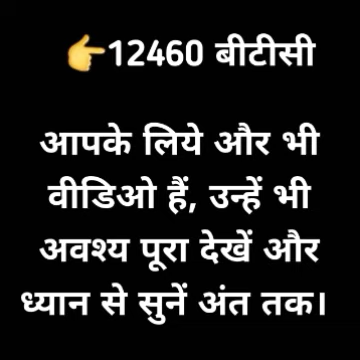 👉12460 बीटीसी
आपके लिये और भी
वीडिओ हैं, उन्हें भी
अवश्य पूरा देखें और
ध्यान से सुनें अंत तक।